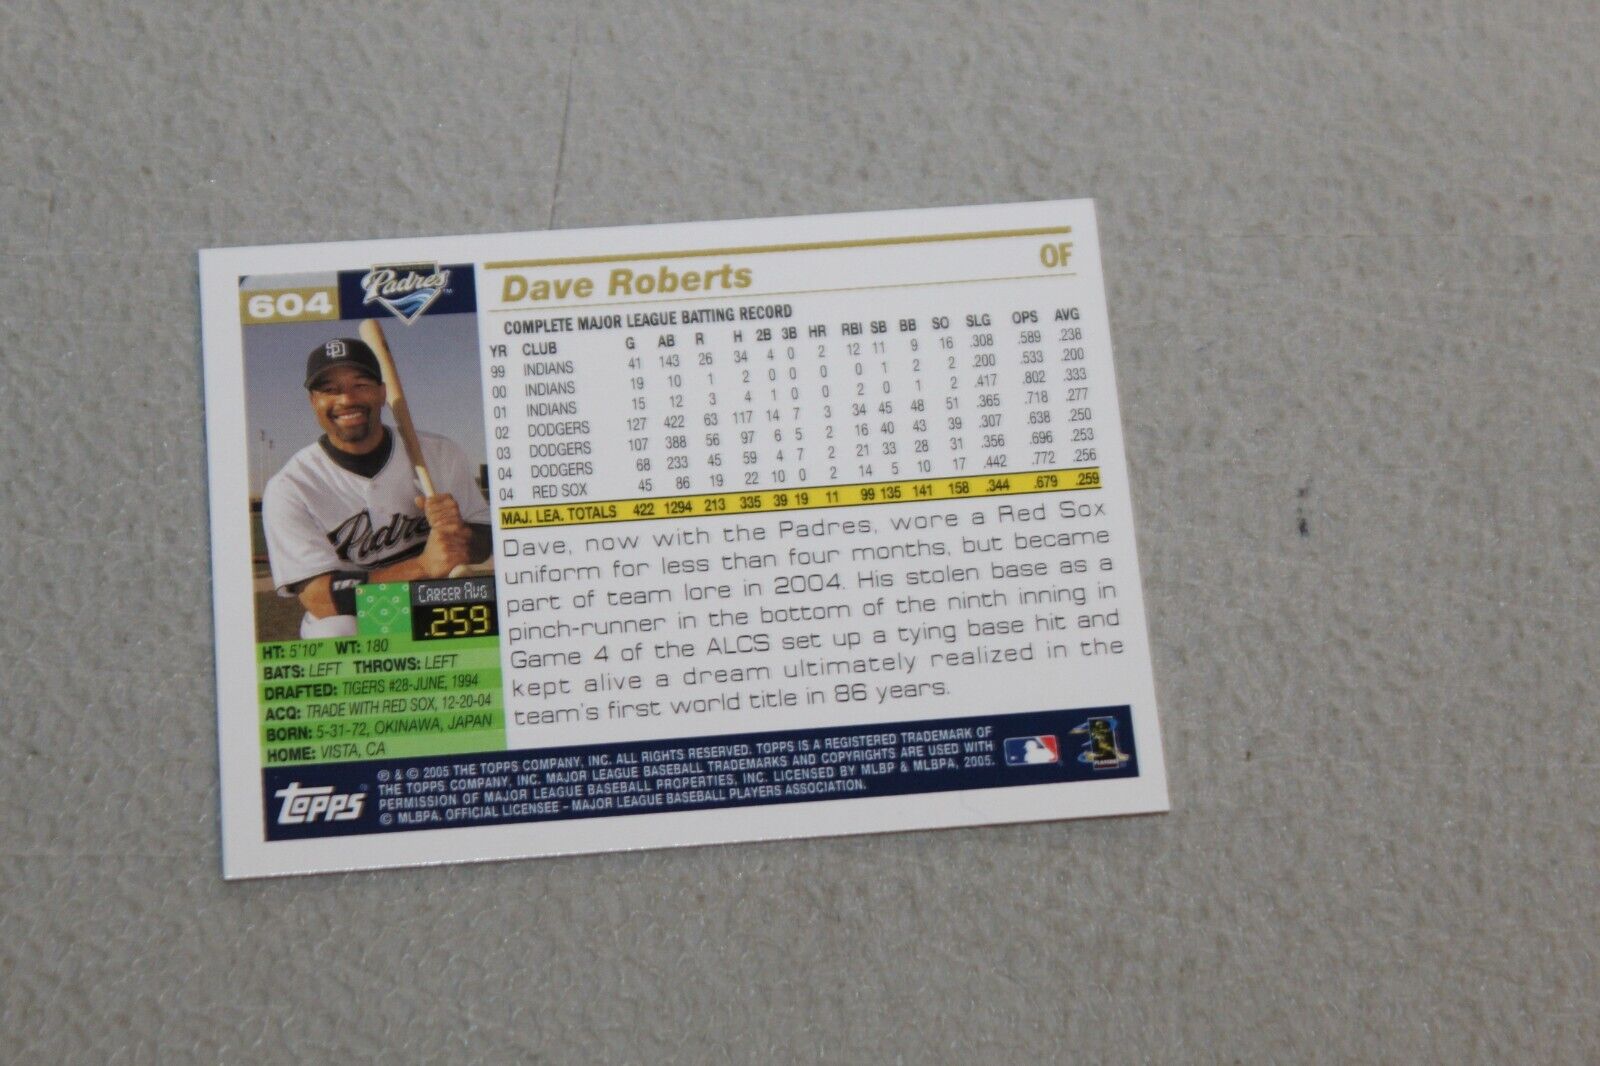 604
Padres
Dave Roberts
OF
COMPLETE MAJOR LEAGUE BATTING RECORD
YR CLUB G AB R H 2B 3B HR RBI SB BB SO SLG OPS AVG
99 INDIANS 41 143 26 34 4 0 2 12 11 9 16 .308 .589 .238
00 INDIANS 19 10 1 2 0 0 0 0 1 2 2 .200 .533 .200
01 INDIANS 15 12 3 4 1 0 0 2 0 1 2 .417 .802 .333
02 DODGERS 127 422 63 117 14 7 3 34 45 48 51 .365 .718 .277
03 DODGERS 107 388 56 97 6 5 2 16 40 43 39 .307 .638 .250
04 DODGERS 68 233 45 59 4 7 2 21 33 28 31 .356 .696 .253
04 RED SOX 45 86 19 22 10 0 2 14 5 10 17 .442 .772 .256
MAJ. LEA. TOTALS 422 1294 213 335 39 19 11 99 135 141 158 .344 .679 .259
Padres
CAREER AVG
.259
HT: 5'10" WT: 180
BATS: LEFT THROWS: LEFT
DRAFTED: TIGERS #28-JUNE, 1994
ACQ: TRADE WITH RED SOX, 12-20-04
BORN: 5-31-72, OKINAWA, JAPAN
HOME: VISTA, CA
Dave, now with the Padres, wore a Red Sox
uniform for less than four months, but became
part of team lore in 2004. His stolen base as a
pinch-runner in the bottom of the ninth inning in
Game 4 of the ALCS set up a tying base hit and
kept alive a dream ultimately realized in the
team's first world title in 86 years.
topps
℗ & © 2005 THE TOPPS COMPANY, INC. ALL RIGHTS RESERVED. TOPPS IS A REGISTERED TRADEMARK OF
THE TOPPS COMPANY, INC. MAJOR LEAGUE BASEBALL TRADEMARKS AND COPYRIGHTS ARE USED WITH
PERMISSION OF MAJOR LEAGUE BASEBALL PROPERTIES, INC. LICENSED BY MLBP & MLBPA, 2005.
© MLBPA. OFFICIAL LICENSEE – MAJOR LEAGUE BASEBALL PLAYERS ASSOCIATION.